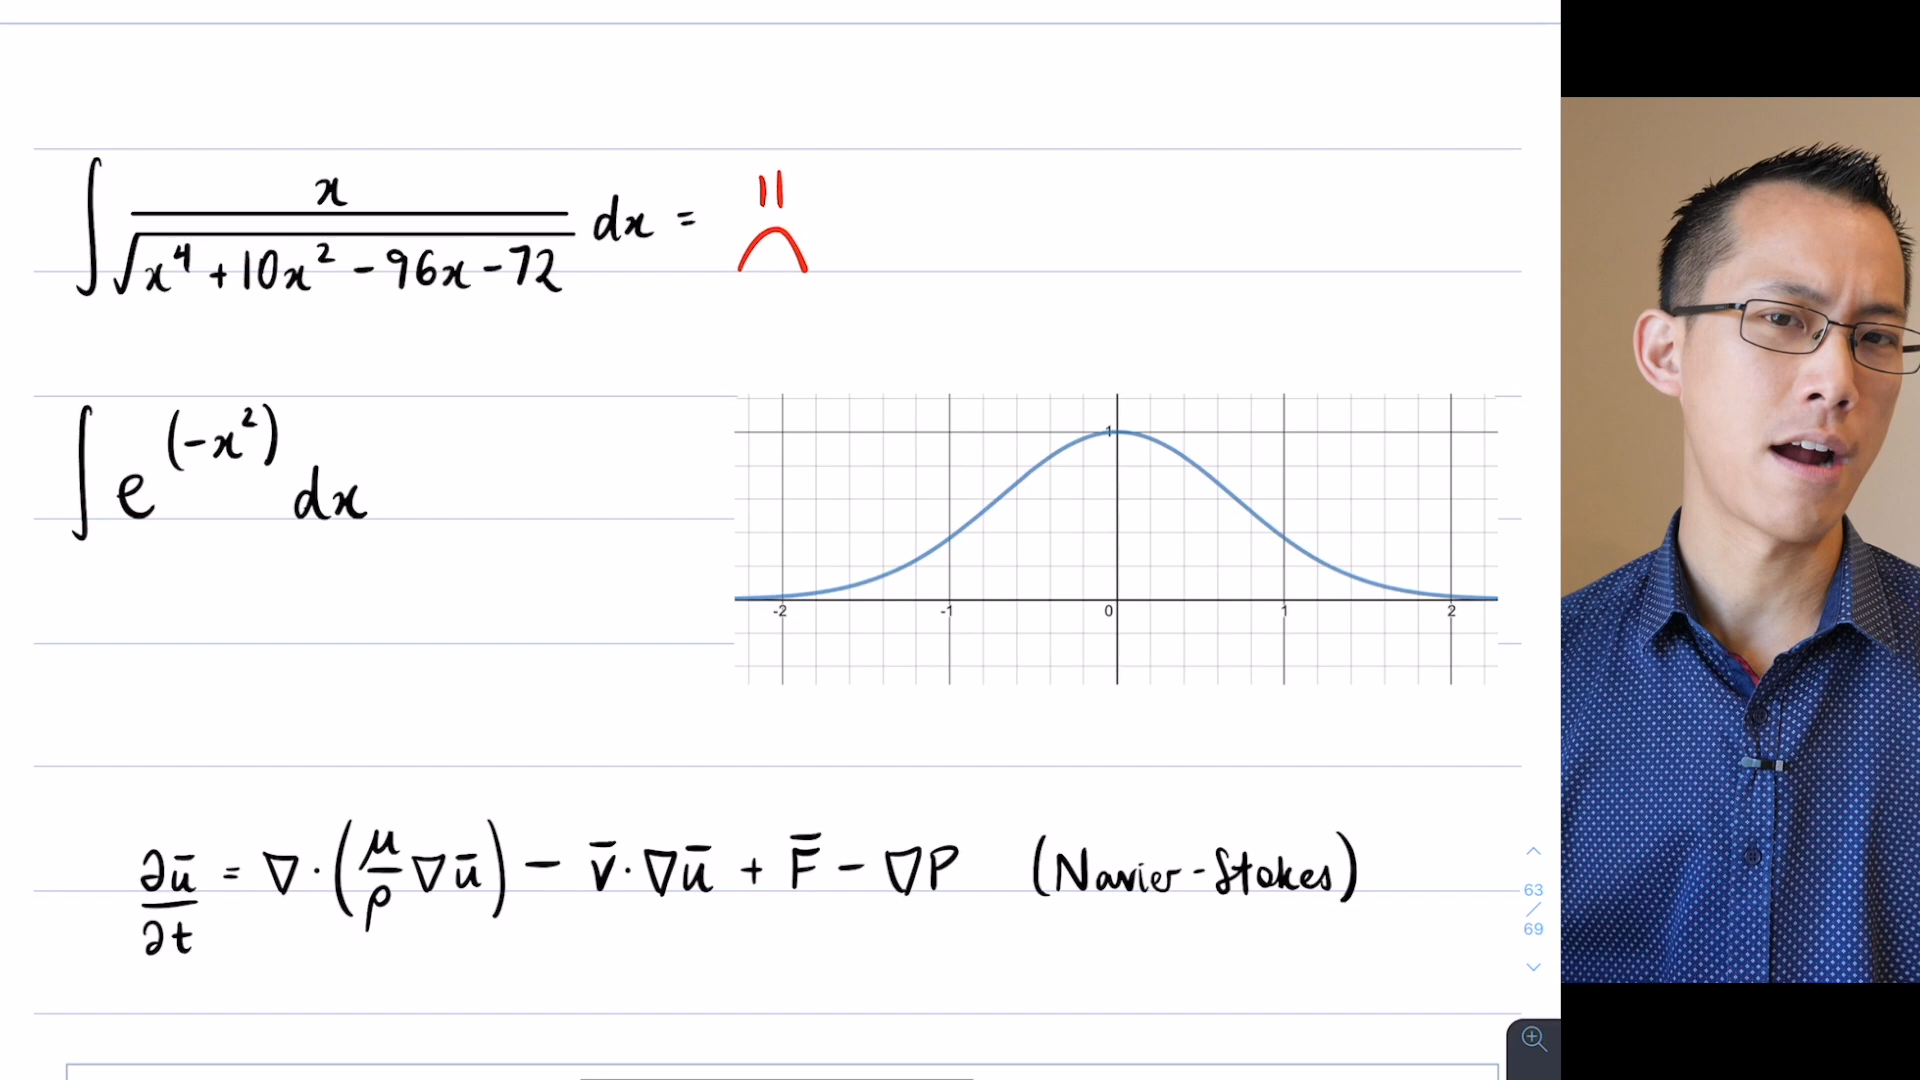 ∫ x / √(x⁴ + 10x² - 96x - 72) dx =
∫ e^(-x²) dx
1
-2 -1 0 1 2
∂ū/∂t = ∇ · (μ/ρ ∇ū) - v̄ · ∇ū + F̄ - ∇P (Navier-Stokes)
63
/
69